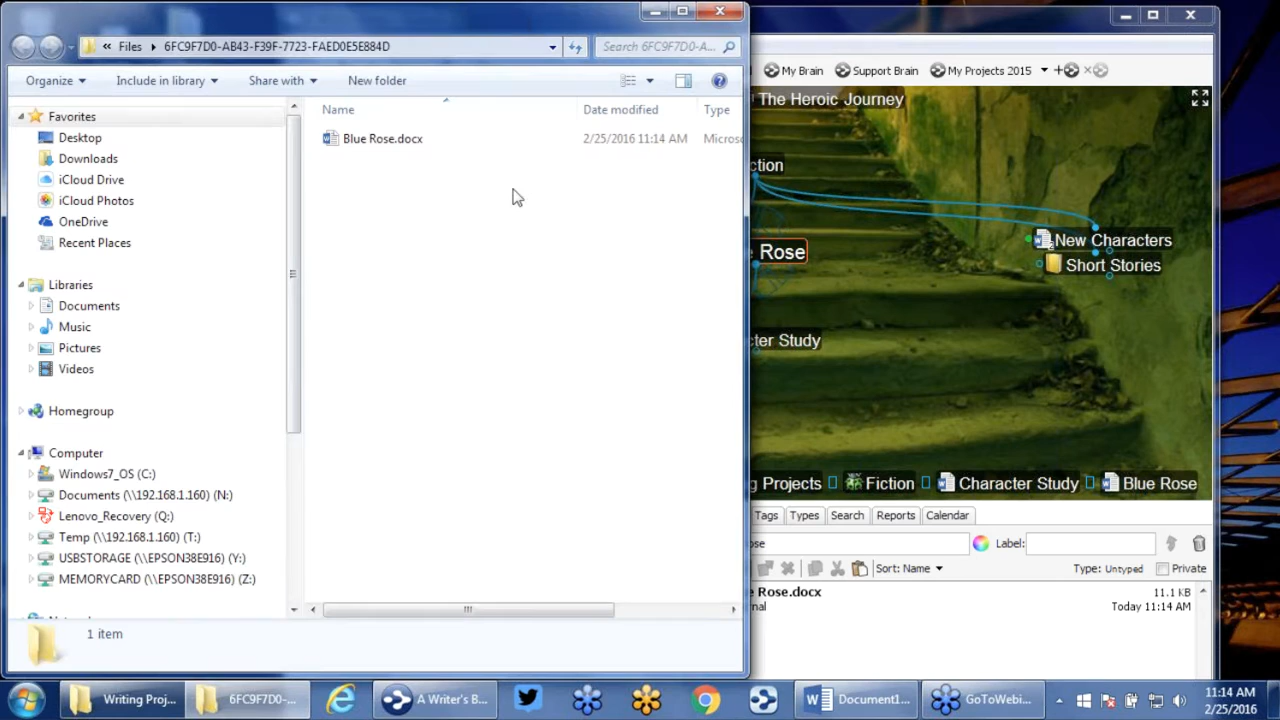 « Files 6FC9F7D0-AB43-F39F-7723-FAED0E5E884D
Search 6FC9F7D0-A...
Organize
Include in library
Share with
New folder
Favorites
Desktop
Downloads
iCloud Drive
iCloud Photos
OneDrive
Recent Places
Libraries
Documents
Music
Pictures
Videos
Homegroup
Computer
Windows7_OS (C:)
Documents (\\192.168.1.160) (N:)
Lenovo_Recovery (Q:)
Temp (\\192.168.1.160) (T:)
USBSTORAGE (\\EPSON38E916) (Y:)
MEMORYCARD (\\EPSON38E916) (Z:)
Name Date modified Type
Blue Rose.docx 2/25/2016 11:14 AM Microso
1 item
My Brain Support Brain My Projects 2015
The Heroic Journey
ction
New Characters
e Rose
Short Stories
cter Study
g Projects Fiction Character Study Blue Rose
Tags Types Search Reports Calendar
ose Label:
Sort: Name Type: Untyped Private
e Rose.docx 11.1 KB
nal Today 11:14 AM
Writing Proj... 6FC9F7D0-... A Writer's B... Document1... GoToWebi...
11:14 AM
2/25/2016